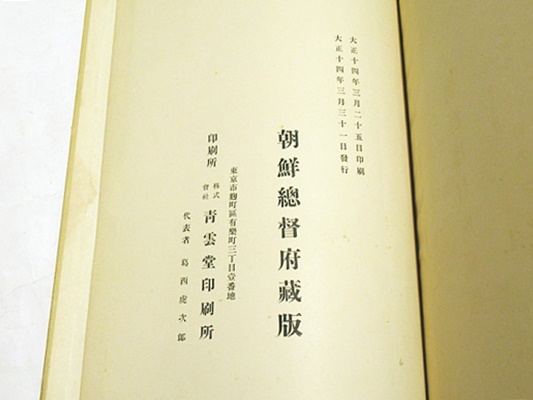 大正十四年三月二十五日印刷
大正十四年三月三十一日發行
朝鮮總督府藏版
東京市麴町區有樂町三丁目壹番地
印刷所 株式會社 靑雲堂印刷所
代表者 葛西虎次郎